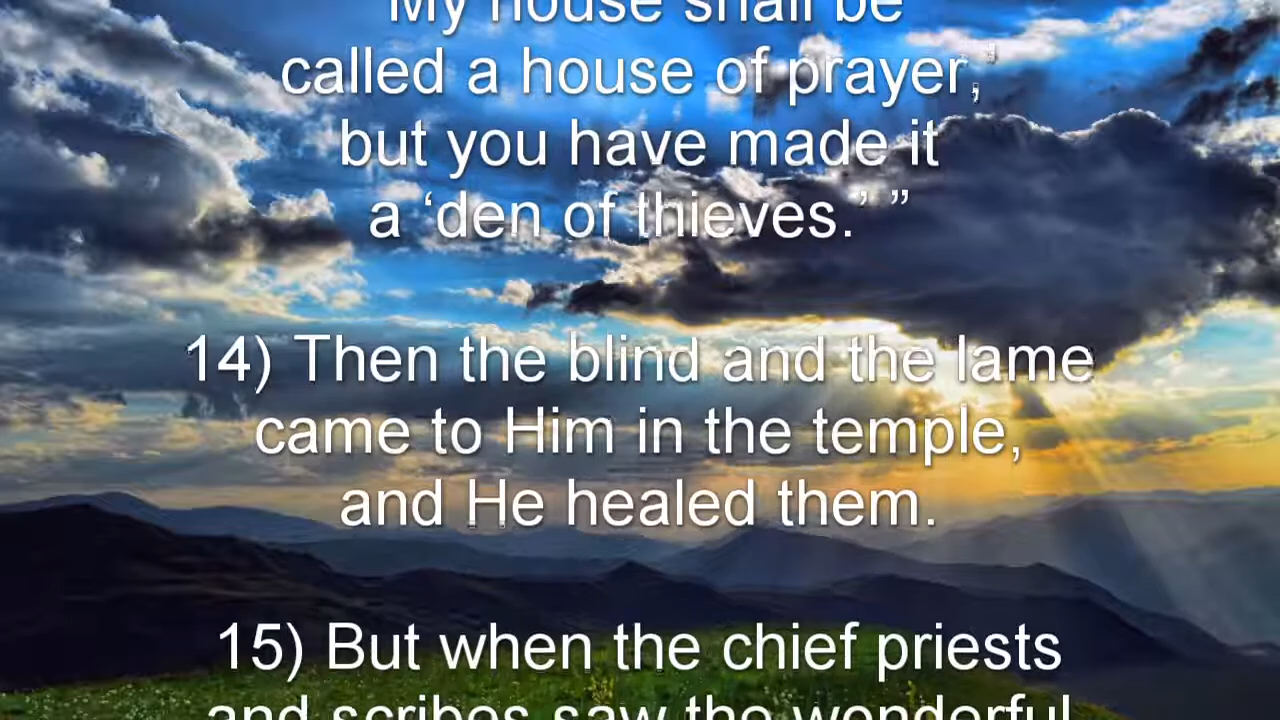 My house shall be
called a house of prayer,’
but you have made it
a ‘den of thieves.’ ”
14) Then the blind and the lame
came to Him in the temple,
and He healed them.
15) But when the chief priests
and scribes saw the wonderful